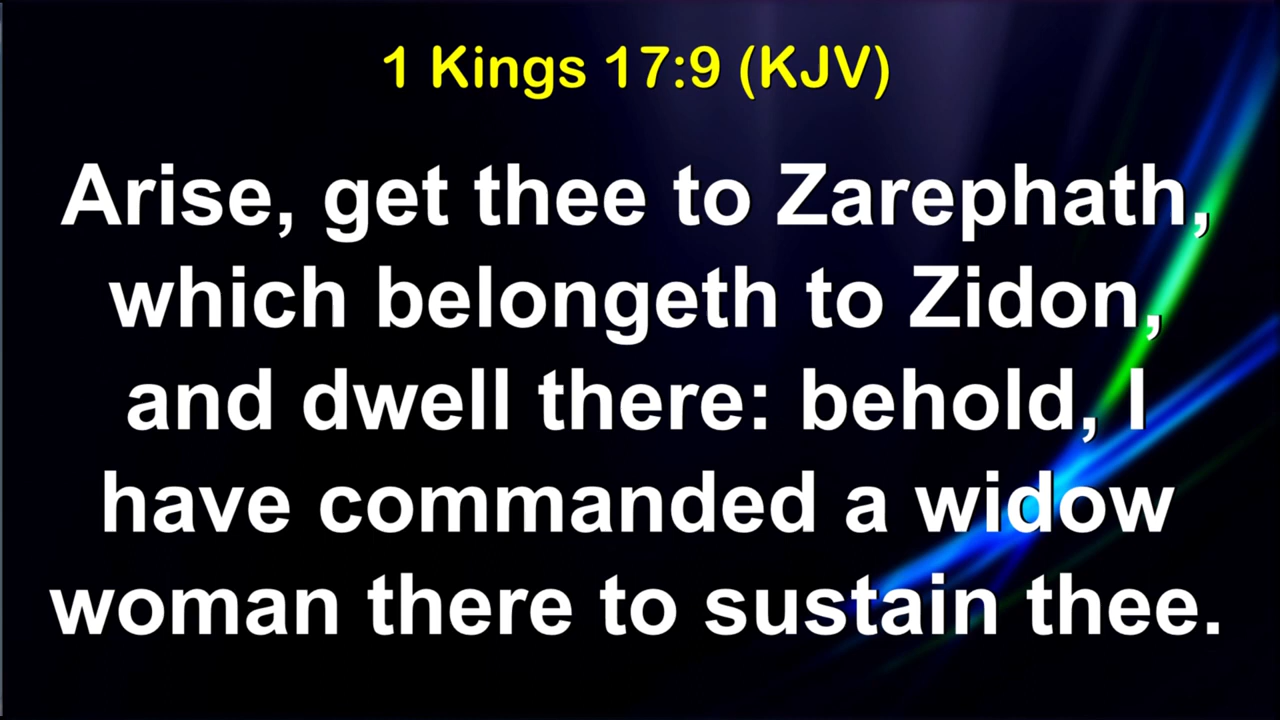 1 Kings 17:9 (KJV)
Arise, get thee to Zarephath,
which belongeth to Zidon,
and dwell there: behold, I
have commanded a widow
woman there to sustain thee.